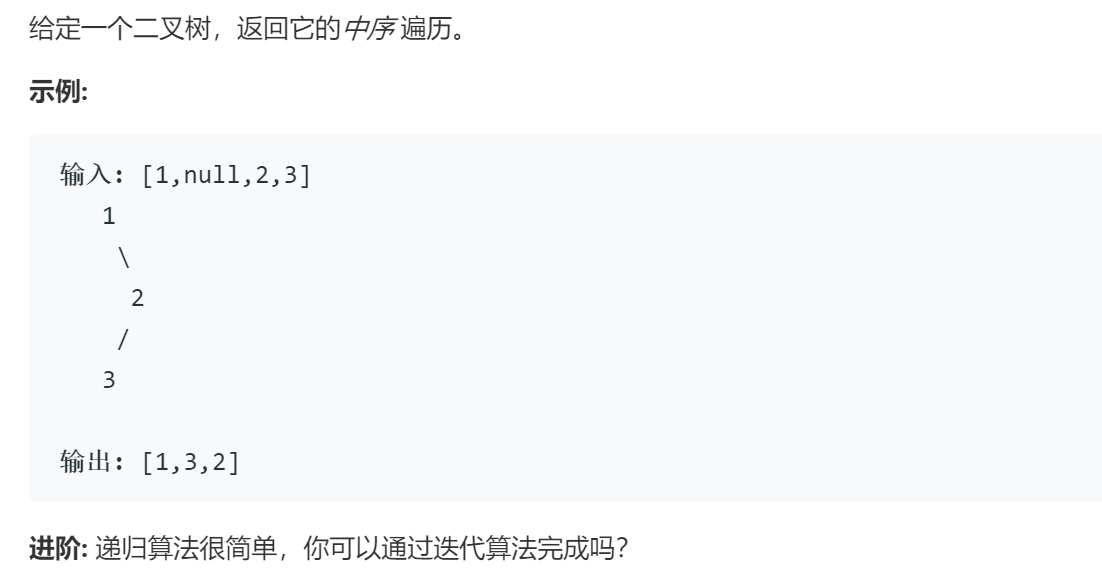 给定一个二叉树，返回它的中序 遍历。
示例:
输入: [1,null,2,3]
   1
    \
     2
    /
   3
输出: [1,3,2]
进阶: 递归算法很简单，你可以通过迭代算法完成吗？